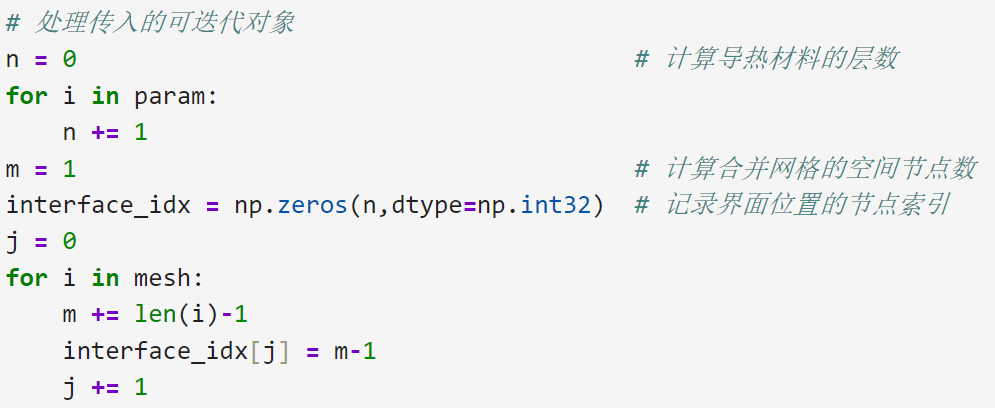 # 处理传入的可迭代对象
n = 0                                    # 计算导热材料的层数
for i in param:
    n += 1
m = 1                                    # 计算合并网格的空间节点数
interface_idx = np.zeros(n,dtype=np.int32)  # 记录界面位置的节点索引
j = 0
for i in mesh:
    m += len(i)-1
    interface_idx[j] = m-1
    j += 1